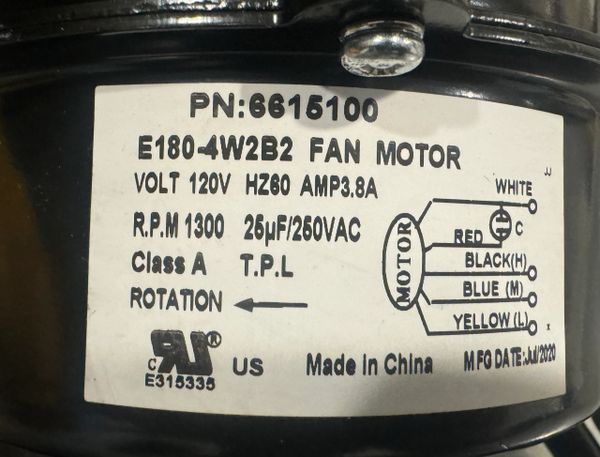 PN:6615100
E180-4W2B2 FAN MOTOR
VOLT 120V HZ60 AMP3.8A
R.P.M 1300 25µF/250VAC
Class A T.P.L
ROTATION
MOTOR
WHITE
C
RED
BLACK(H)
BLUE (M)
YELLOW(L)
c RU ® US
E315335
Made in China
MFG DATE:Jul/2020